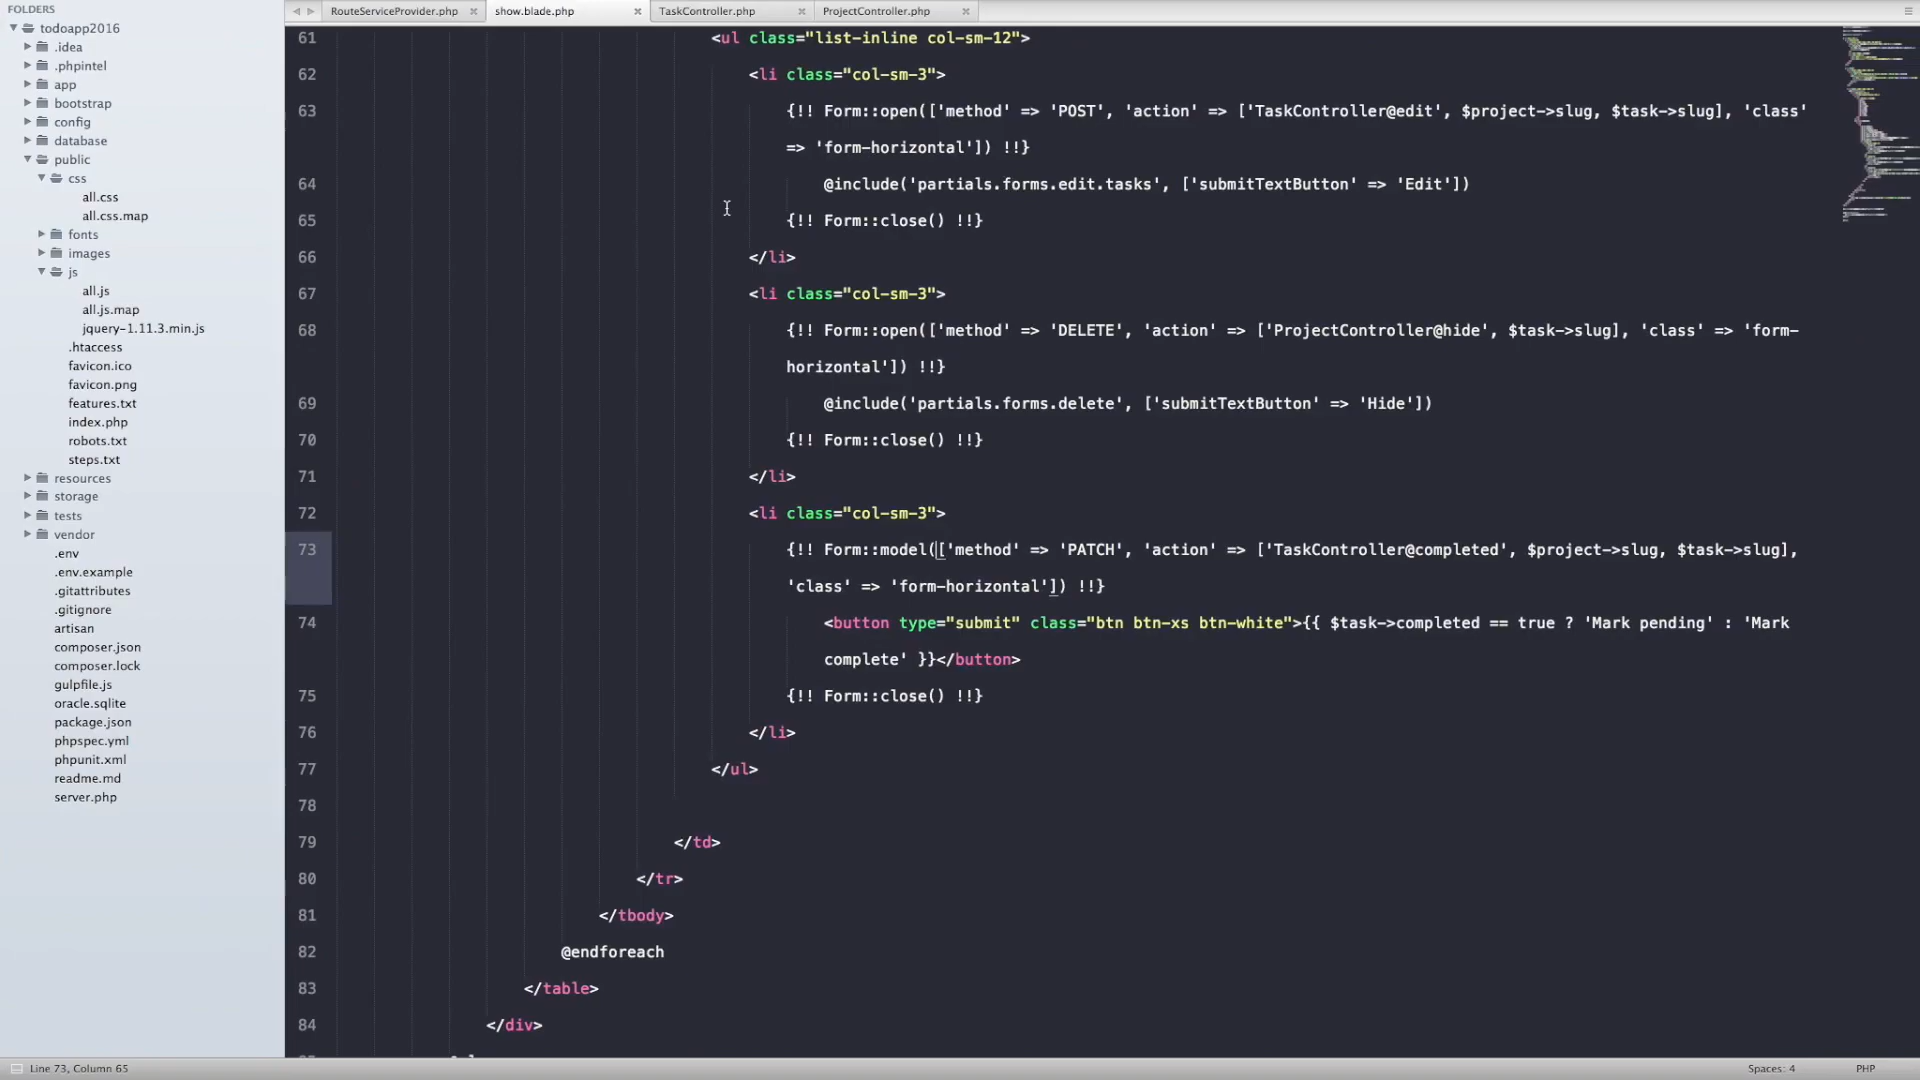 FOLDERS
todoapp2016
.idea
.phpintel
app
bootstrap
config
database
public
css
all.css
all.css.map
fonts
images
js
all.js
all.js.map
jquery-1.11.3.min.js
.htaccess
favicon.ico
favicon.png
features.txt
index.php
robots.txt
steps.txt
resources
storage
tests
vendor
.env
.env.example
.gitattributes
.gitignore
artisan
composer.json
composer.lock
gulpfile.js
oracle.sqlite
package.json
phpspec.yml
phpunit.xml
readme.md
server.php
RouteServiceProvider.php show.blade.php TaskController.php ProjectController.php
61 <ul class="list-inline col-sm-12">
62 <li class="col-sm-3">
63 {!! Form::open(['method' => 'POST', 'action' => ['TaskController@edit', $project->slug, $task->slug], 'class'
=> 'form-horizontal']) !!}
64 @include('partials.forms.edit.tasks', ['submitTextButton' => 'Edit'])
65 {!! Form::close() !!}
66 </li>
67 <li class="col-sm-3">
68 {!! Form::open(['method' => 'DELETE', 'action' => ['ProjectController@hide', $task->slug], 'class' => 'form-
horizontal']) !!}
69 @include('partials.forms.delete', ['submitTextButton' => 'Hide'])
70 {!! Form::close() !!}
71 </li>
72 <li class="col-sm-3">
73 {!! Form::model(['method' => 'PATCH', 'action' => ['TaskController@completed', $project->slug, $task->slug],
'class' => 'form-horizontal']) !!}
74 <button type="submit" class="btn btn-xs btn-white">{{ $task->completed == true ? 'Mark pending' : 'Mark
complete' }}</button>
75 {!! Form::close() !!}
76 </li>
77 </ul>
78
79 </td>
80 </tr>
81 </tbody>
82 @endforeach
83 </table>
84 </div>
Line 73, Column 65 Spaces: 4 PHP